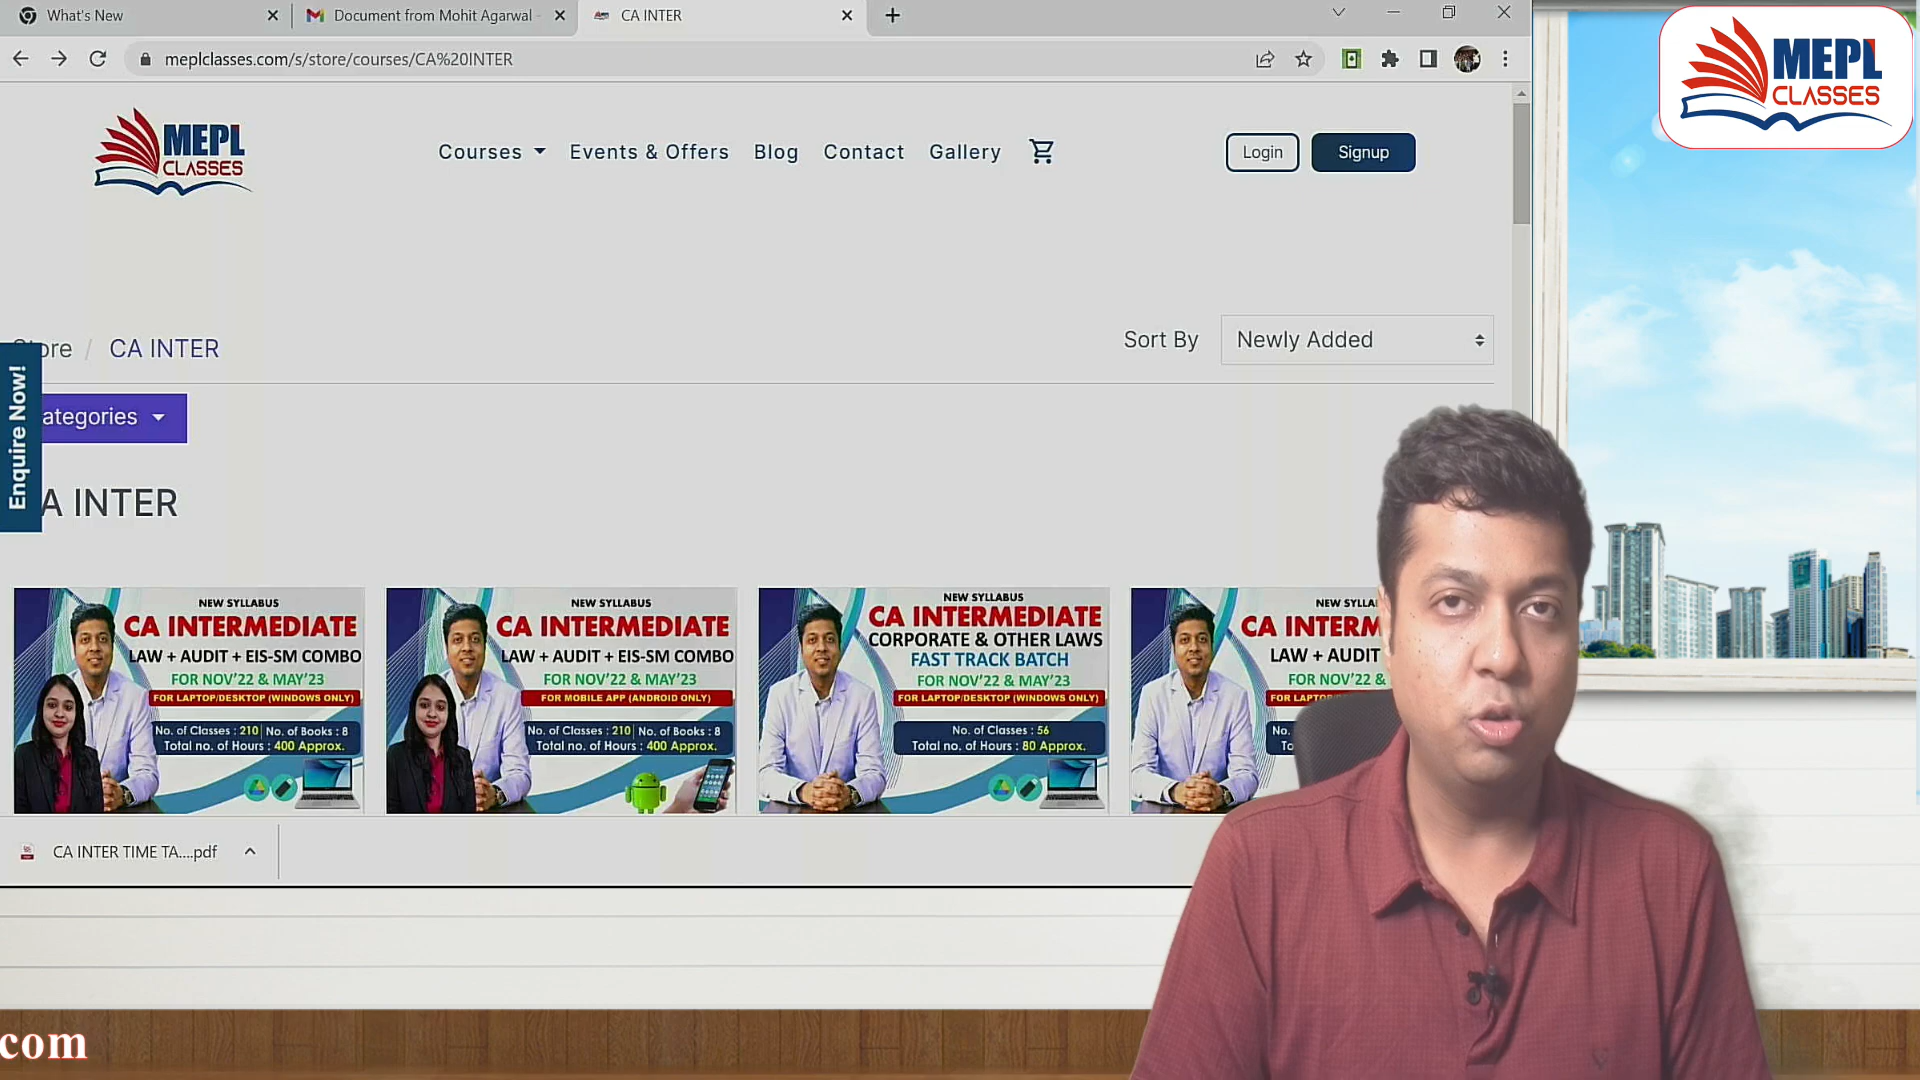 What's New
Document from Mohit Agarwal
CA INTER
meplclasses.com/s/store/courses/CA%20INTER
MEPL
CLASSES
MEPL
CLASSES
Courses
Events & Offers
Blog
Contact
Gallery
Login
Signup
Store / CA INTER
Sort By
Newly Added
ategories
Enquire Now!
A INTER
NEW SYLLABUS
CA INTERMEDIATE
LAW + AUDIT + EIS-SM COMBO
FOR NOV'22 & MAY'23
FOR LAPTOP/DESKTOP (WINDOWS ONLY)
No. of Classes : 210 No. of Books : 8
Total no. of Hours : 400 Approx.
NEW SYLLABUS
CA INTERMEDIATE
LAW + AUDIT + EIS-SM COMBO
FOR NOV'22 & MAY'23
FOR MOBILE APP (ANDROID ONLY)
No. of Classes : 210 No. of Books : 8
Total no. of Hours : 400 Approx.
NEW SYLLABUS
CA INTERMEDIATE
CORPORATE & OTHER LAWS
FAST TRACK BATCH
FOR NOV'22 & MAY'23
FOR LAPTOP/DESKTOP (WINDOWS ONLY)
No. of Classes : 56
Total no. of Hours : 80 Approx.
NEW SYLLA
CA INTERM
LAW + AUDIT
FOR NOV'22 &
FOR LAPTO
No.
To
CA INTER TIME TA....pdf
com